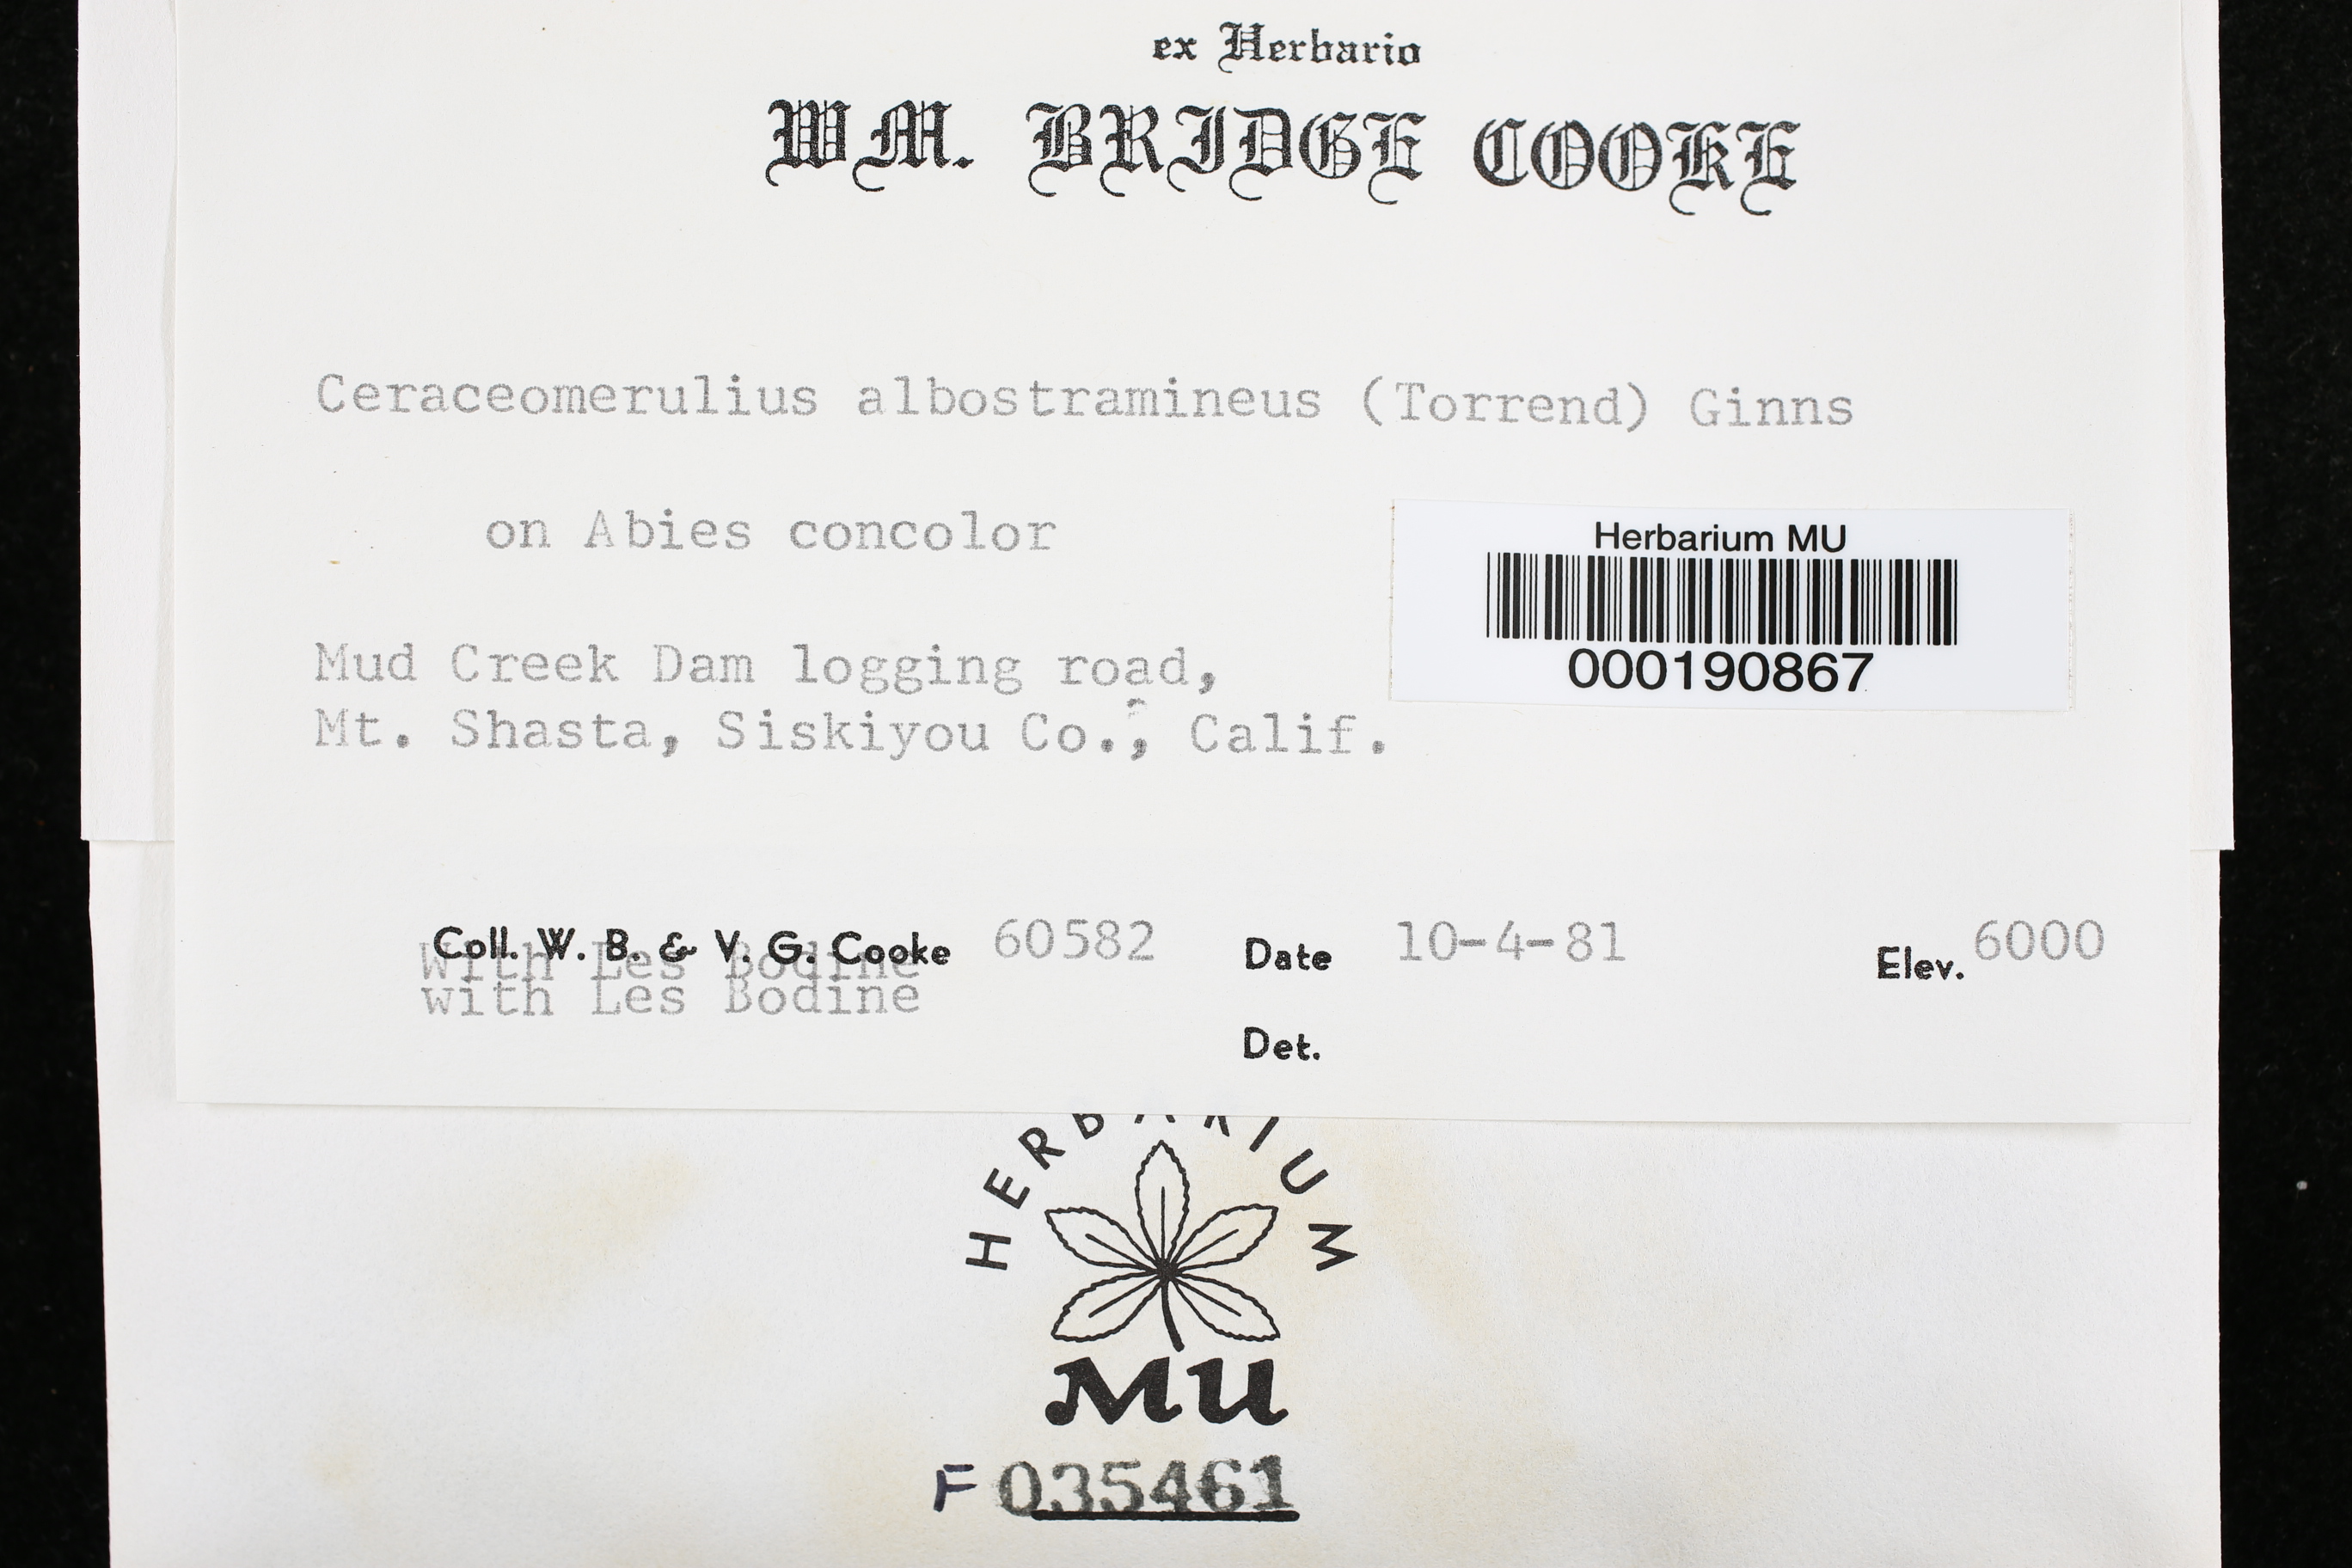 ex Herbario
WM. BRIDGE COOKE
Ceraceomerulius albostramineus (Torrend) Ginns
on Abies concolor
Herbarium MU
000190867
Mud Creek Dam logging road,
Mt. Shasta, Siskiyou Co., Calif.
Coll. W. B. & V. G. Cooke 60582 Date 10-4-81 Elev. 6000
with Les Bodine
with Les Bodine
Det.
HERBARIUM
MU
F 035461